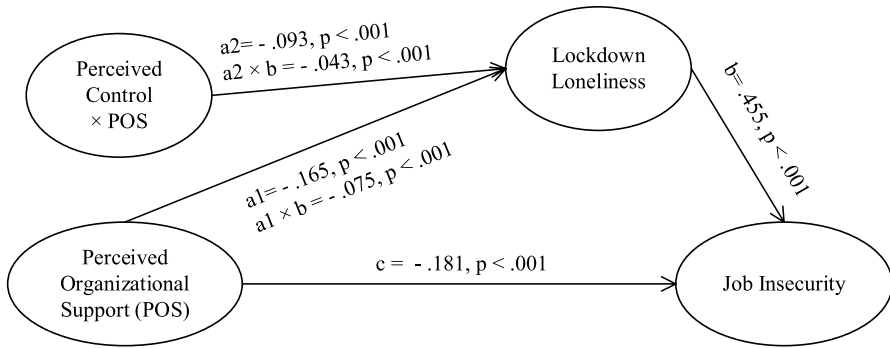 Perceived
Control
× POS
a2= - .093, p < .001
a2 × b = - .043, p < .001
Lockdown
Loneliness
b= .455, p < .001
a1= - .165, p < .001
a1 × b = - .075, p < .001
Perceived
Organizational
Support (POS)
c = - .181, p < .001
Job Insecurity